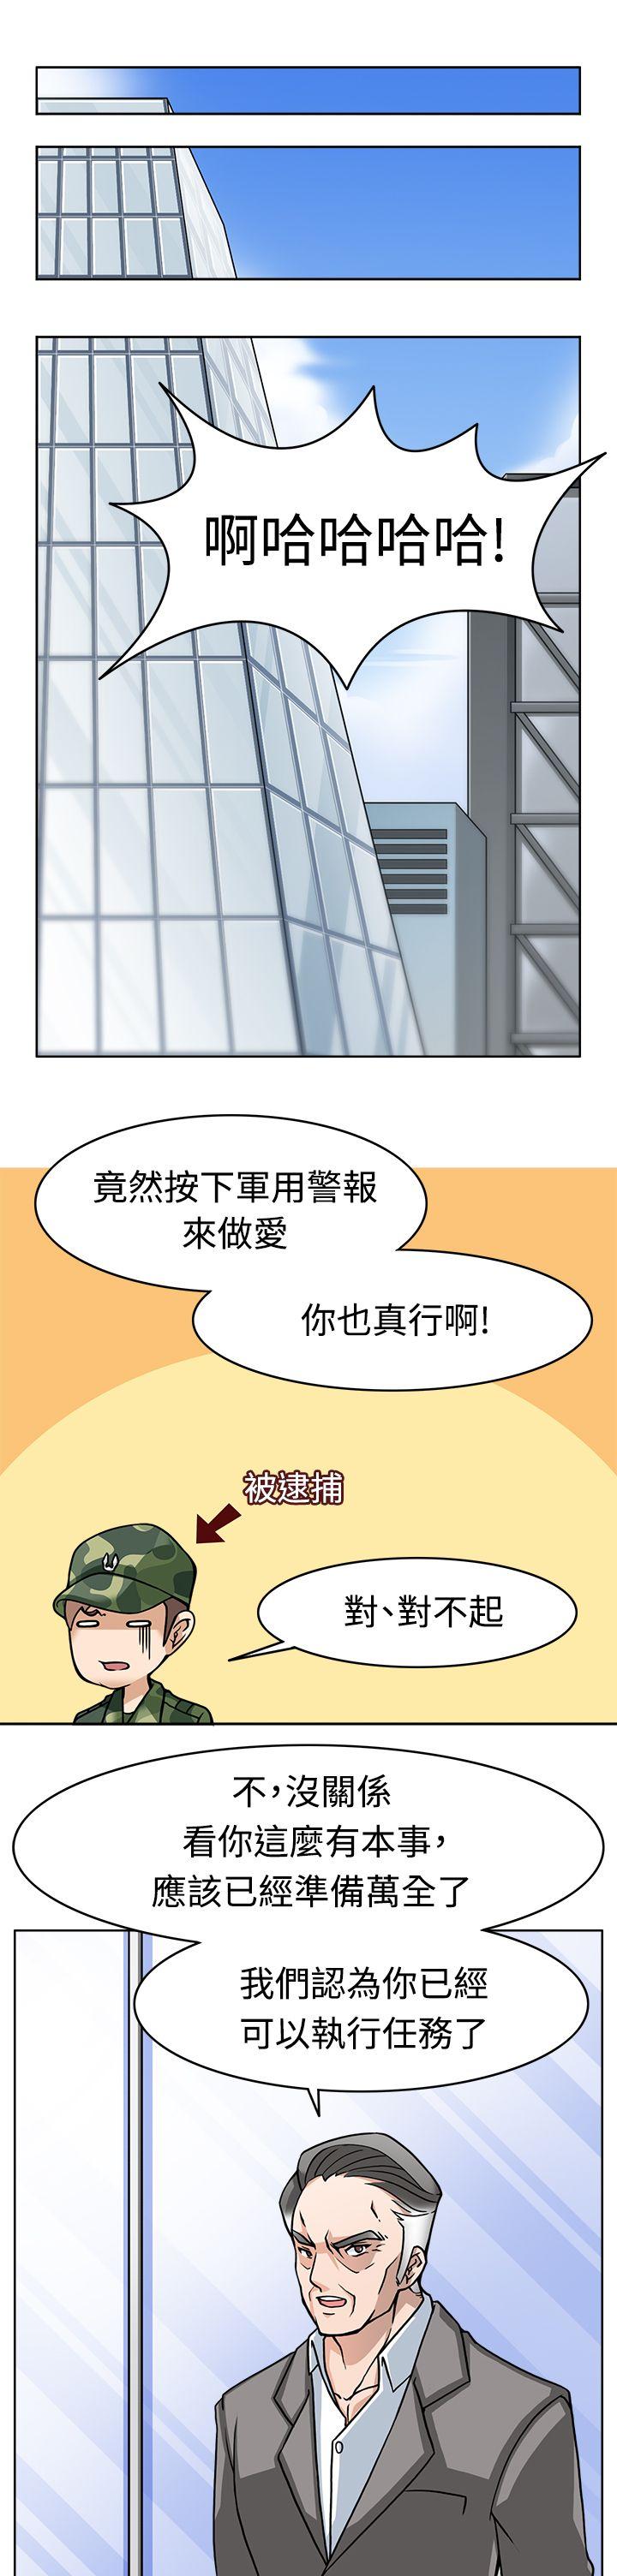 啊哈哈哈哈!
竟然按下軍用警報
來做愛
你也真行啊!
被逮捕
對、對不起
不,沒關係
看你這麼有本事,
應該已經準備萬全了
我們認為你已經
可以執行任務了